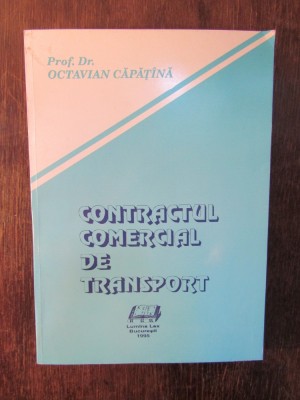 Prof. Dr.
OCTAVIAN CĂPĂȚÎNĂ
CONTRACTUL
COMERCIAL
DE
TRANSPORT
Lumina Lex
București
1995